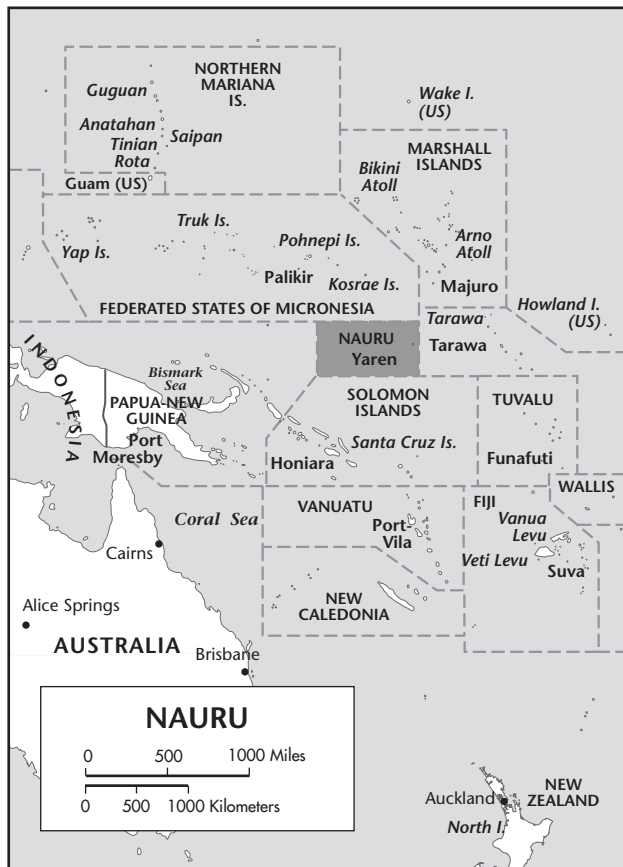 NORTHERN
MARIANA
IS.
Guguan
Anatahan
Saipan
Tinian
Rota
Guam (US)
Wake I.
(US)
MARSHALL
ISLANDS
Bikini
Atoll
Arno
Atoll
Majuro
Truk Is.
Yap Is.
Pohnepi Is.
Palikir
Kosrae Is.
FEDERATED STATES OF MICRONESIA
Howland I.
(US)
Tarawa
Tarawa
NAURU
Yaren
INDONESIA
Bismark
Sea
PAPUA-NEW
GUINEA
Port
Moresby
SOLOMON
ISLANDS
Santa Cruz Is.
Honiara
TUVALU
Funafuti
WALLIS
Coral Sea
VANUATU
Port-
Vila
FIJI
Vanua
Levu
Veti Levu
Suva
Cairns
NEW
CALEDONIA
Alice Springs
AUSTRALIA
Brisbane
NAURU
0 500 1000 Miles
0 500 1000 Kilometers
Auckland
NEW
ZEALAND
North I.